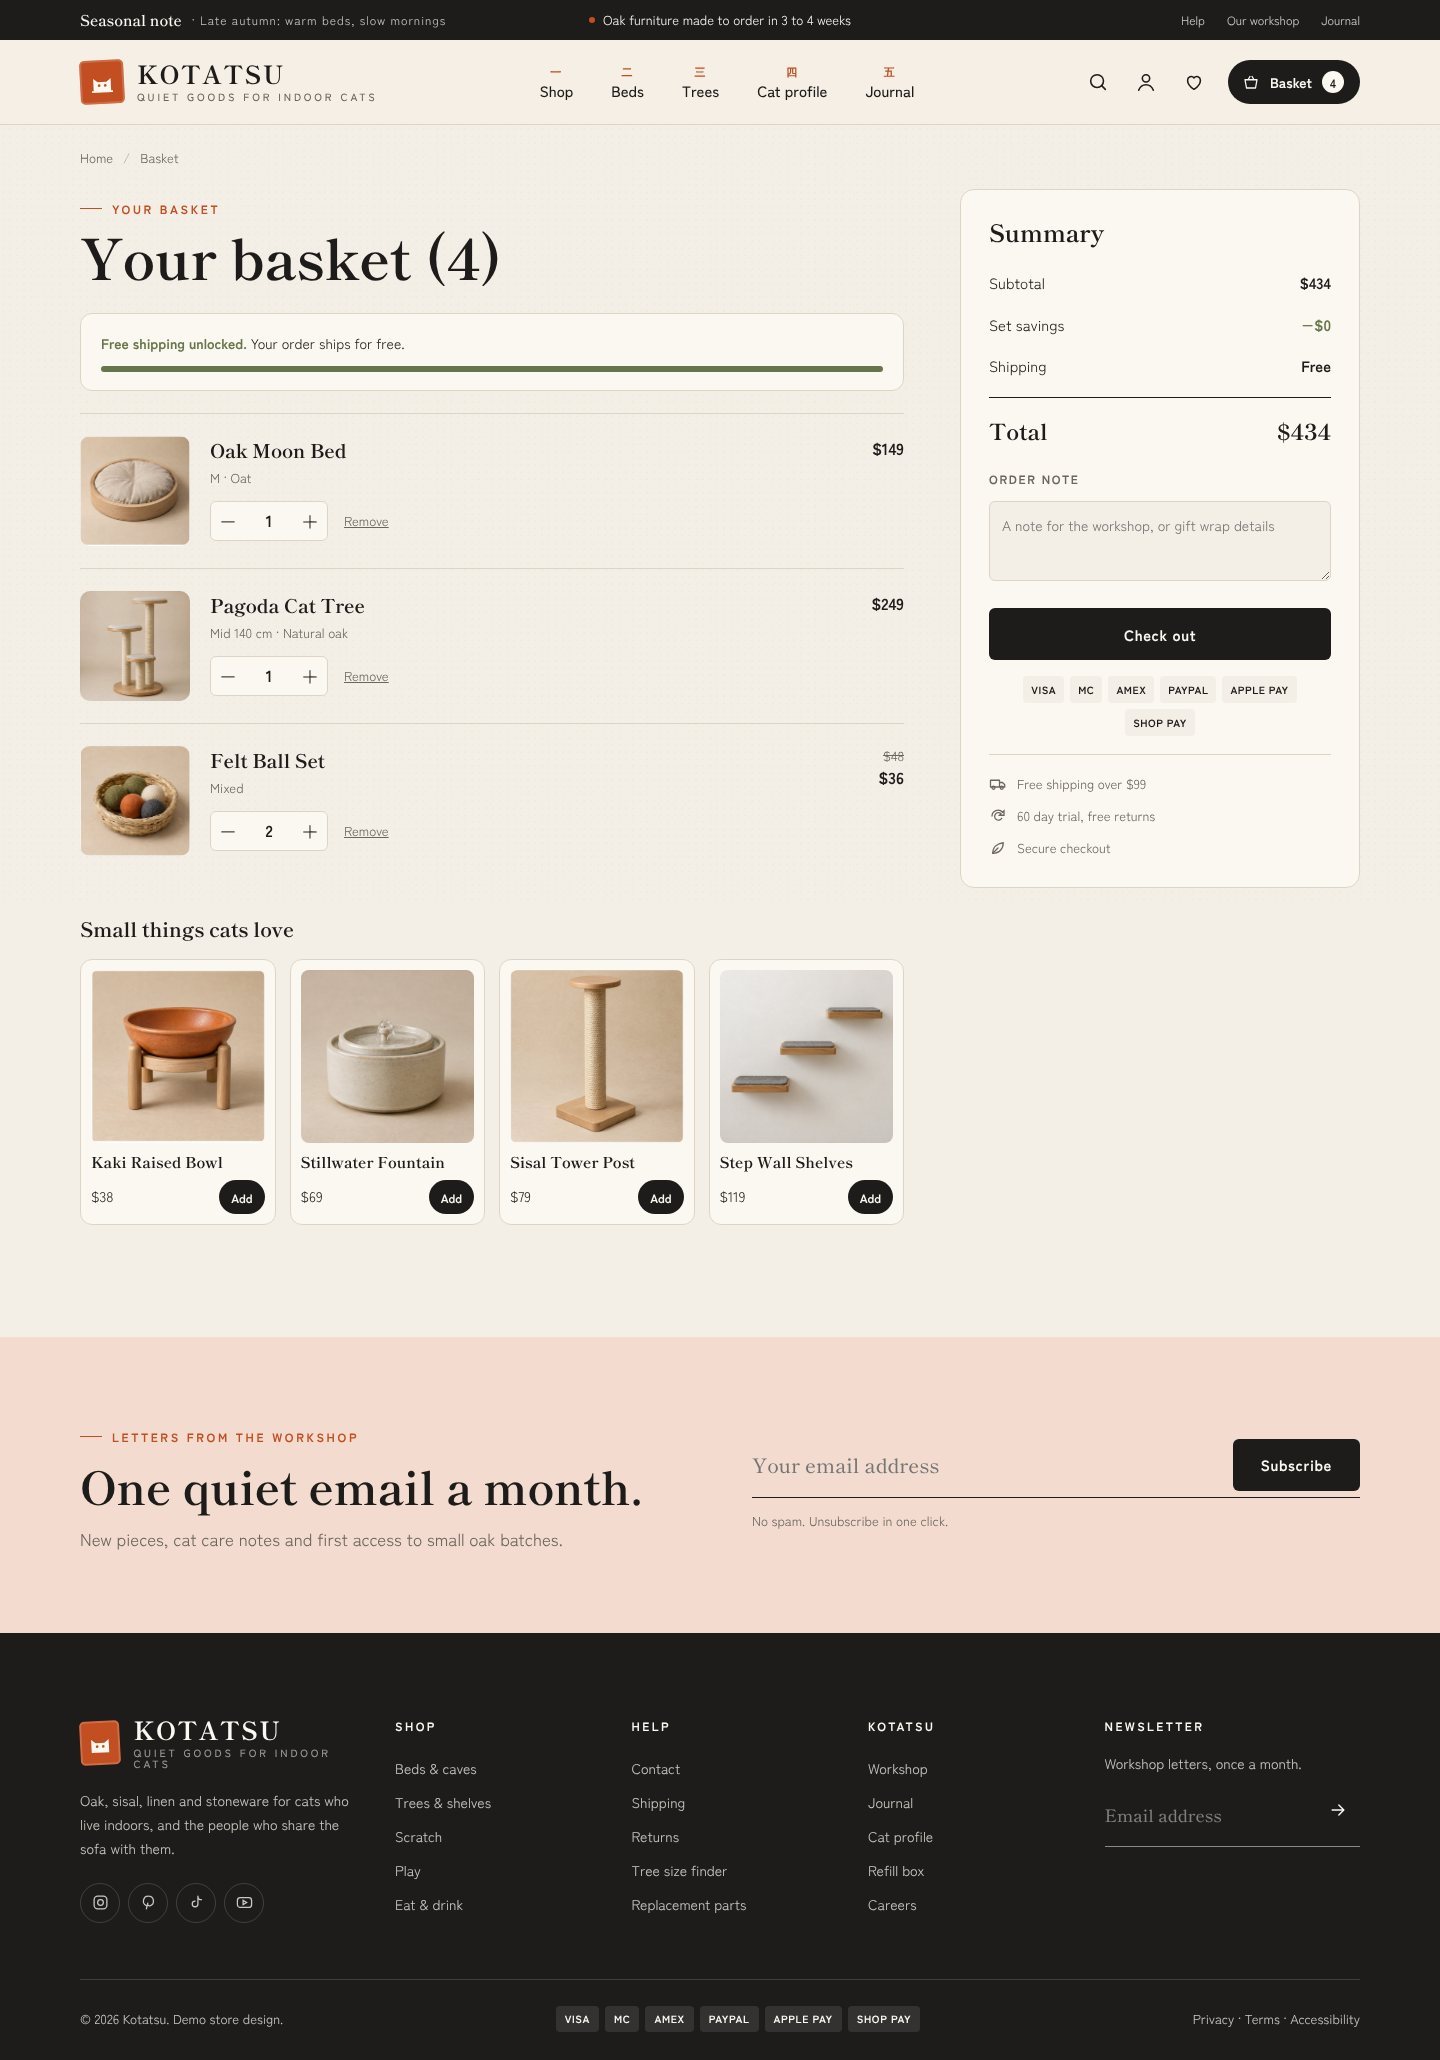 Seasonal note · Late autumn: warm beds, slow mornings
Oak furniture made to order in 3 to 4 weeks
Help Our workshop Journal
KOTATSU
QUIET GOODS FOR INDOOR CATS
一 二 三 四 五
Shop Beds Trees Cat profile Journal
Basket 4
Home / Basket
YOUR BASKET
Your basket (4)
Free shipping unlocked. Your order ships for free.
Oak Moon Bed
$149
M · Oat
1
Remove
Pagoda Cat Tree
$249
Mid 140 cm · Natural oak
1
Remove
Felt Ball Set
$48
$36
Mixed
2
Remove
Summary
Subtotal $434
Set savings −$0
Shipping Free
Total $434
ORDER NOTE
A note for the workshop, or gift wrap details
Check out
VISA MC AMEX PAYPAL APPLE PAY
SHOP PAY
Free shipping over $99
60 day trial, free returns
Secure checkout
Small things cats love
Kaki Raised Bowl
$38 Add
Stillwater Fountain
$69 Add
Sisal Tower Post
$79 Add
Step Wall Shelves
$119 Add
LETTERS FROM THE WORKSHOP
One quiet email a month.
New pieces, cat care notes and first access to small oak batches.
Your email address
Subscribe
No spam. Unsubscribe in one click.
KOTATSU
QUIET GOODS FOR INDOOR
CATS
Oak, sisal, linen and stoneware for cats who
live indoors, and the people who share the
sofa with them.
SHOP
Beds & caves
Trees & shelves
Scratch
Play
Eat & drink
HELP
Contact
Shipping
Returns
Tree size finder
Replacement parts
KOTATSU
Workshop
Journal
Cat profile
Refill box
Careers
NEWSLETTER
Workshop letters, once a month.
Email address
© 2026 Kotatsu. Demo store design.
VISA MC AMEX PAYPAL APPLE PAY SHOP PAY
Privacy · Terms · Accessibility